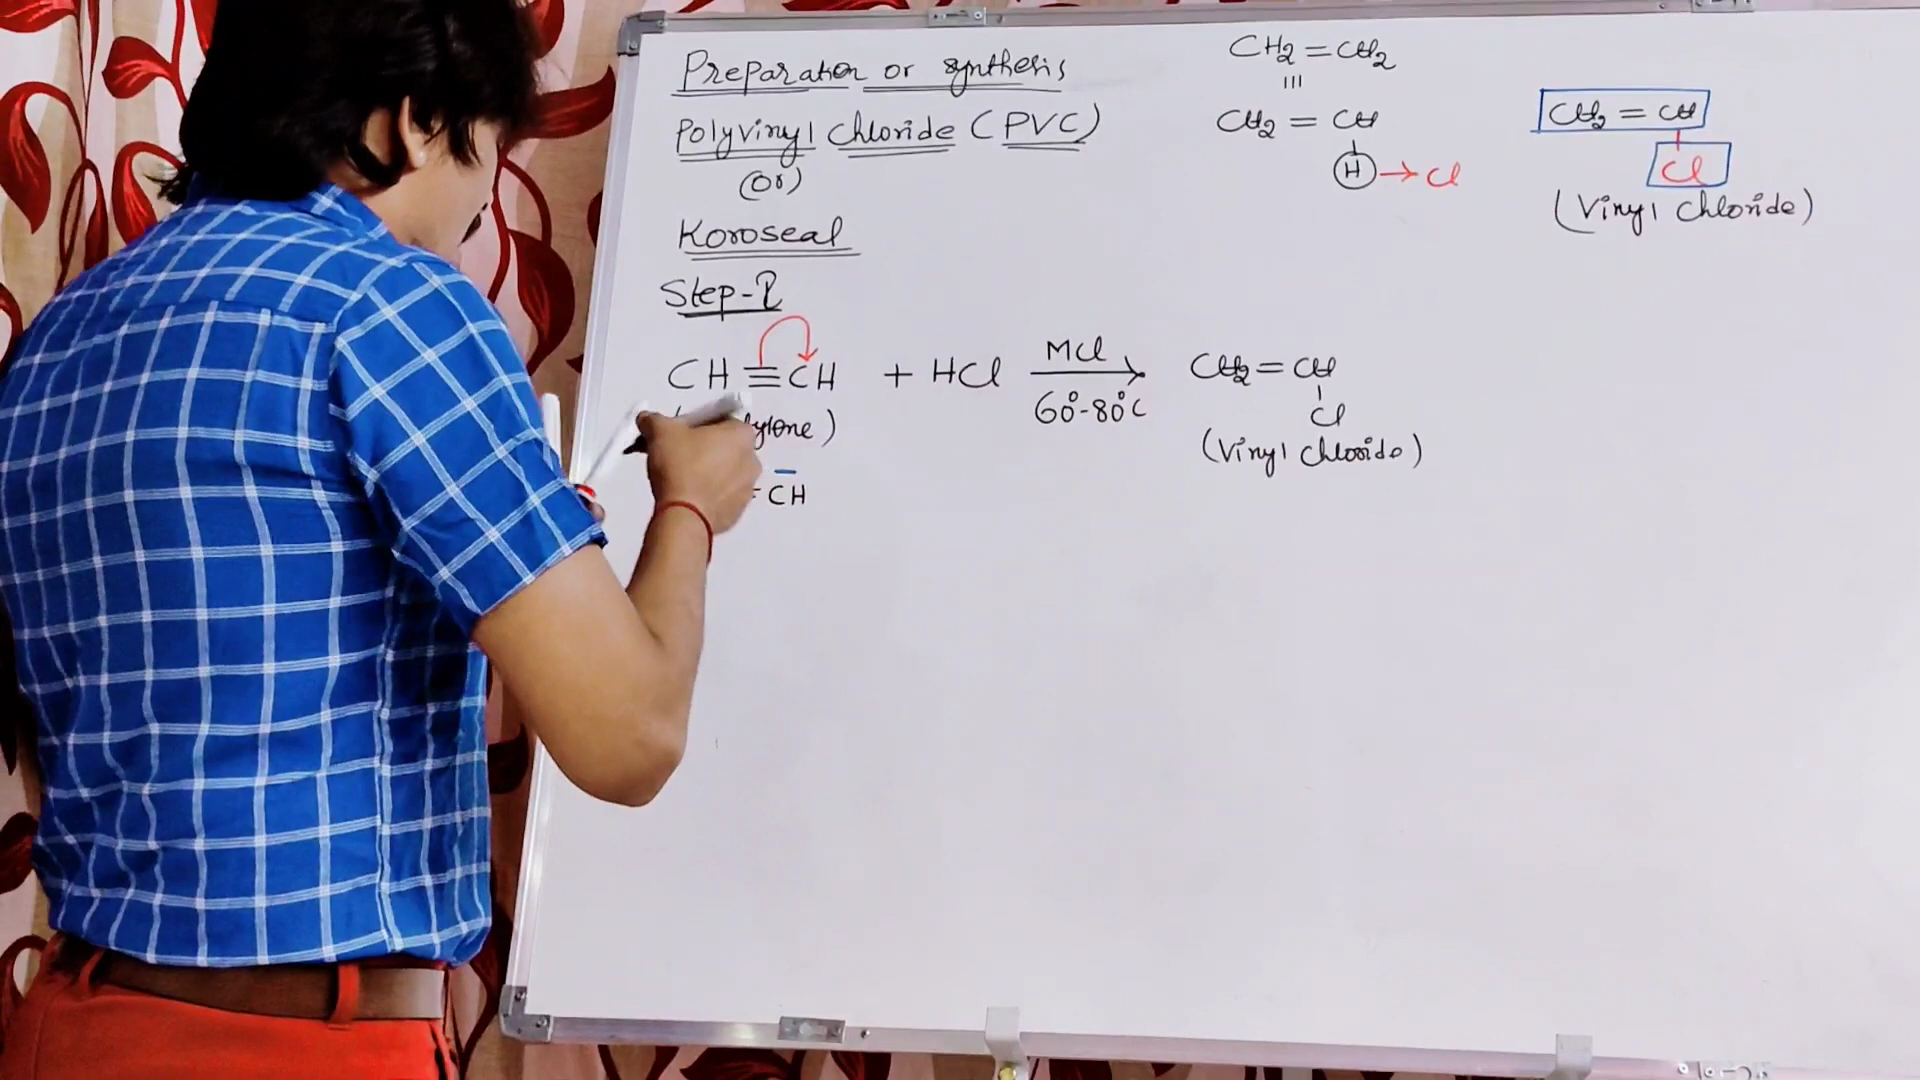 Preparation or synthesis
Polyvinyl Chloride (PVC)
(or)
Koroseal
Step-I
CH ≡ CH + HCl MCl 60°-80°C CH2 = CH
Cl
(Vinyl Chloride)
CH
CH2 = CH2
III
CH2 = CH
H → Cl
CH2 = CH
Cl
(Vinyl Chloride)